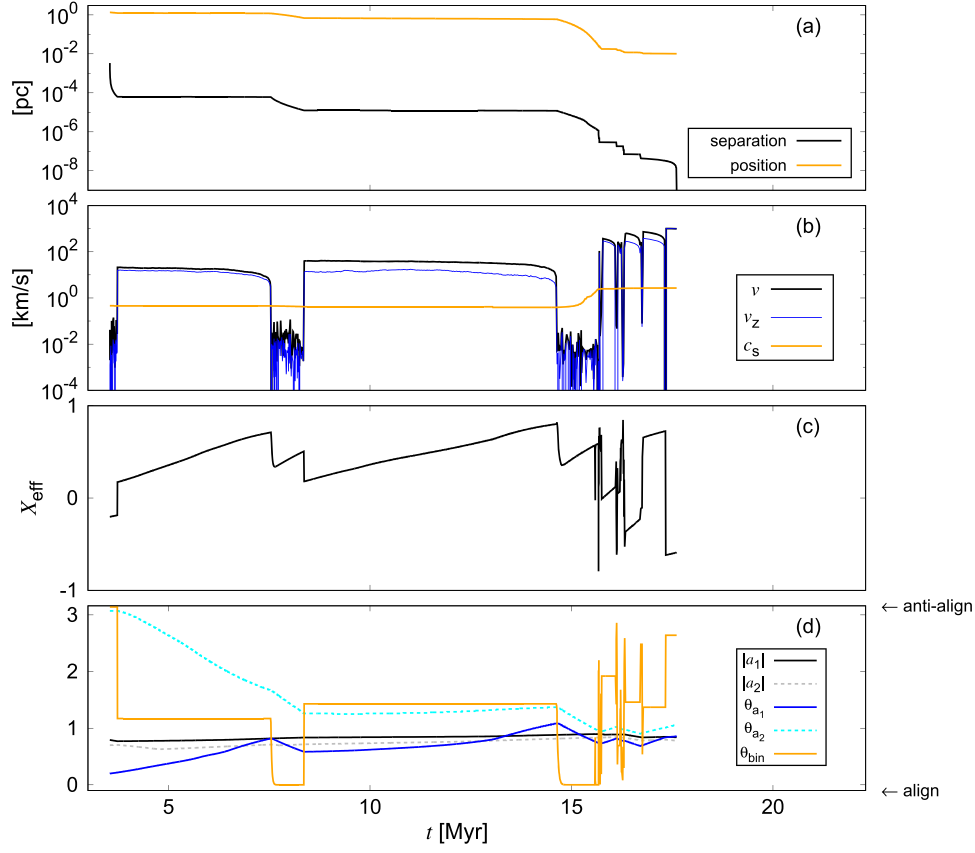 (a)
10^0
10^-2
10^-4
10^-6
10^-8
[pc]
separation
position
(b)
10^4
10^2
10^0
10^-2
10^-4
[km/s]
v
v_z
c_s
(c)
1
0
-1
χ_eff
(d)
3
2
1
0
← anti-align
|a_1|
|a_2|
θ_a_1
θ_a_2
θ_bin
← align
5 10 15 20
t [Myr]